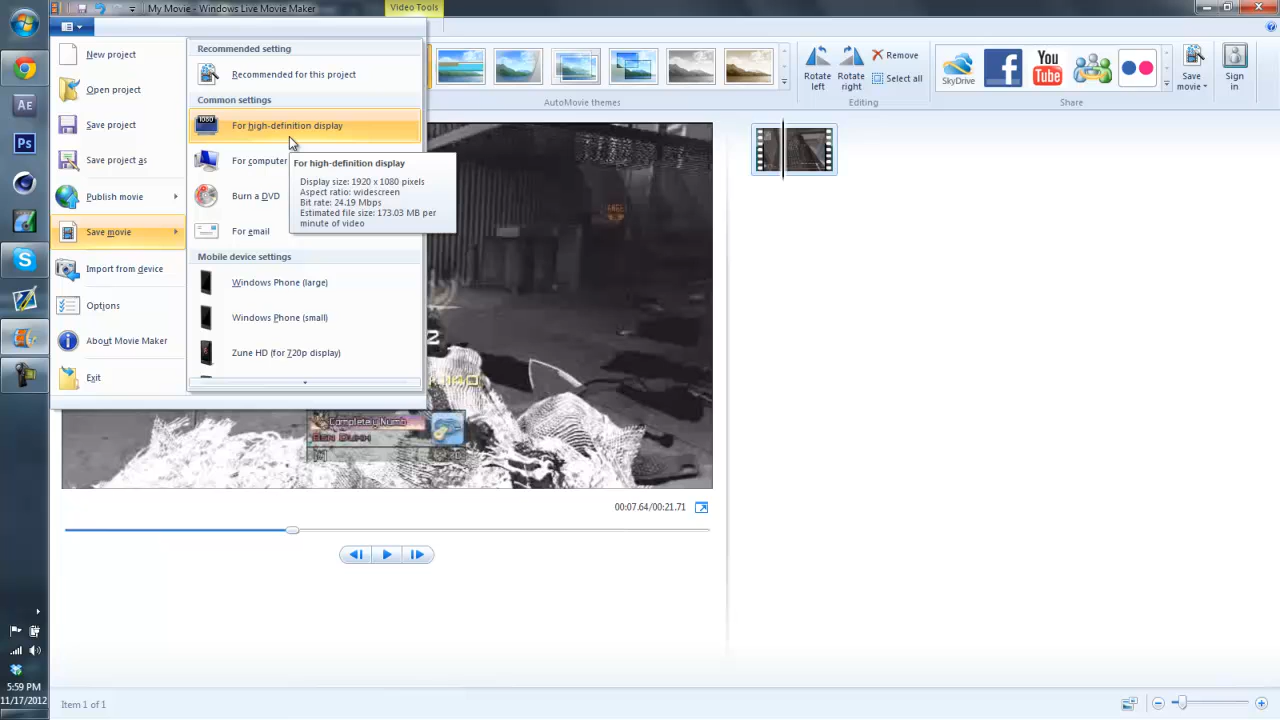 My Movie - Windows Live Movie Maker
Video Tools
New project
Open project
Save project
Save project as
Publish movie
Save movie
Import from device
Options
About Movie Maker
Exit
Recommended setting
Recommended for this project
Common settings
1080
For high-definition display
For computer
Burn a DVD
For email
Mobile device settings
Windows Phone (large)
Windows Phone (small)
Zune HD (for 720p display)
For high-definition display
Display size: 1920 x 1080 pixels
Aspect ratio: widescreen
Bit rate: 24.19 Mbps
Estimated file size: 173.03 MB per
minute of video
AutoMovie themes
Rotate
left
Rotate
right
Remove
Select all
Editing
SkyDrive
You
Tube
Share
Save
movie
Sign
in
Ae
Ps
Completely Numb
00:07.64/00:21.71
5:59 PM
11/17/2012
Item 1 of 1